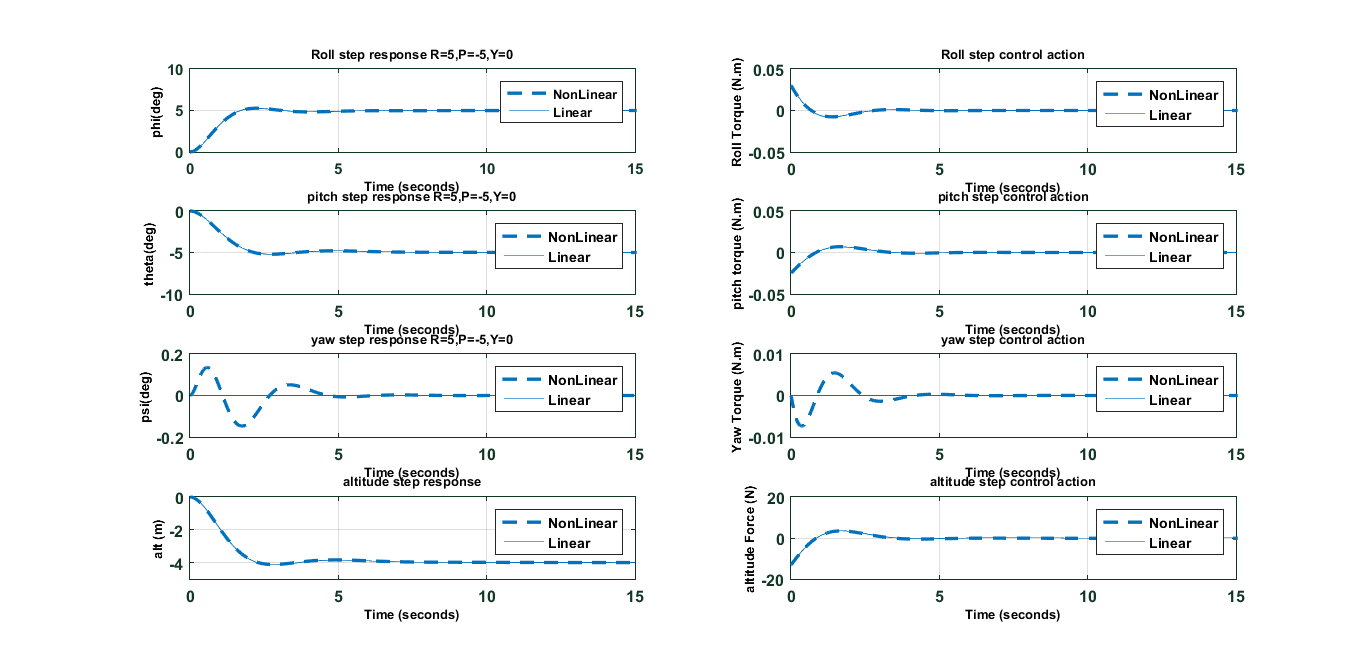 Roll step response R=5,P=-5,Y=0
10
5
0
phi(deg)
NonLinear
Linear
0 5 10 15
Time (seconds)
Roll step control action
0.05
0
-0.05
Roll Torque (N.m)
NonLinear
Linear
0 5 10 15
Time (seconds)
pitch step response R=5,P=-5,Y=0
0
-5
-10
theta(deg)
NonLinear
Linear
0 5 10 15
Time (seconds)
pitch step control action
0.05
0
-0.05
pitch torque (N.m)
NonLinear
Linear
0 5 10 15
Time (seconds)
yaw step response R=5,P=-5,Y=0
0.2
0
-0.2
psi(deg)
NonLinear
Linear
0 5 10 15
Time (seconds)
yaw step control action
0.01
0
-0.01
Yaw Torque (N.m)
NonLinear
Linear
0 5 10 15
Time (seconds)
altitude step response
0
-2
-4
alt (m)
NonLinear
Linear
0 5 10 15
Time (seconds)
altitude step control action
20
0
-20
altitude Force (N)
NonLinear
Linear
0 5 10 15
Time (seconds)